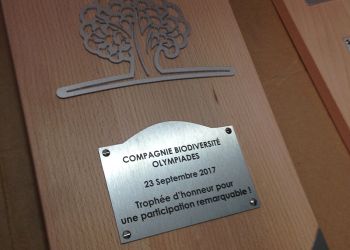 COMPAGNIE BIODIVERSITÉ
OLYMPIADES
23 Septembre 2017
Trophée d'honneur pour
une participation remarquable !